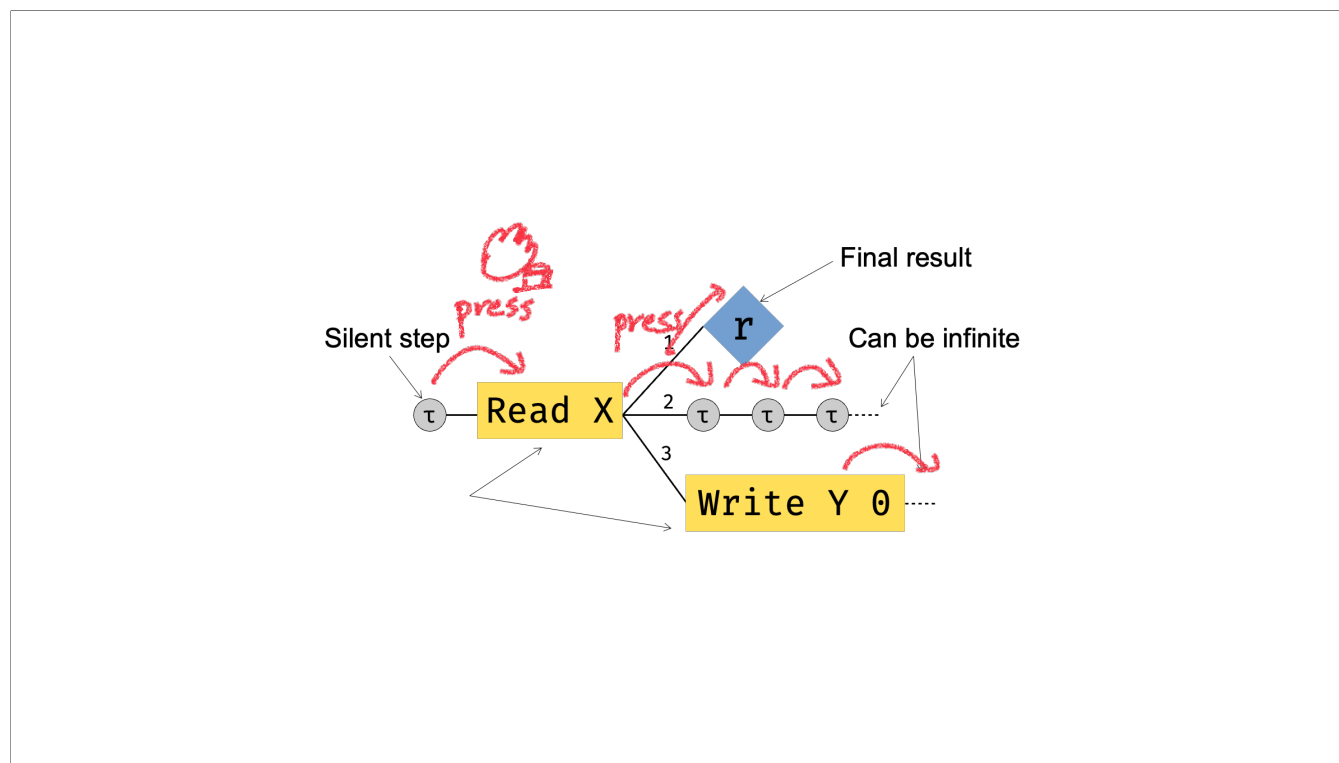 Final result
press
press
1
r
Silent step
Can be infinite
τ
Read X
2
τ
τ
τ
3
Write Y 0